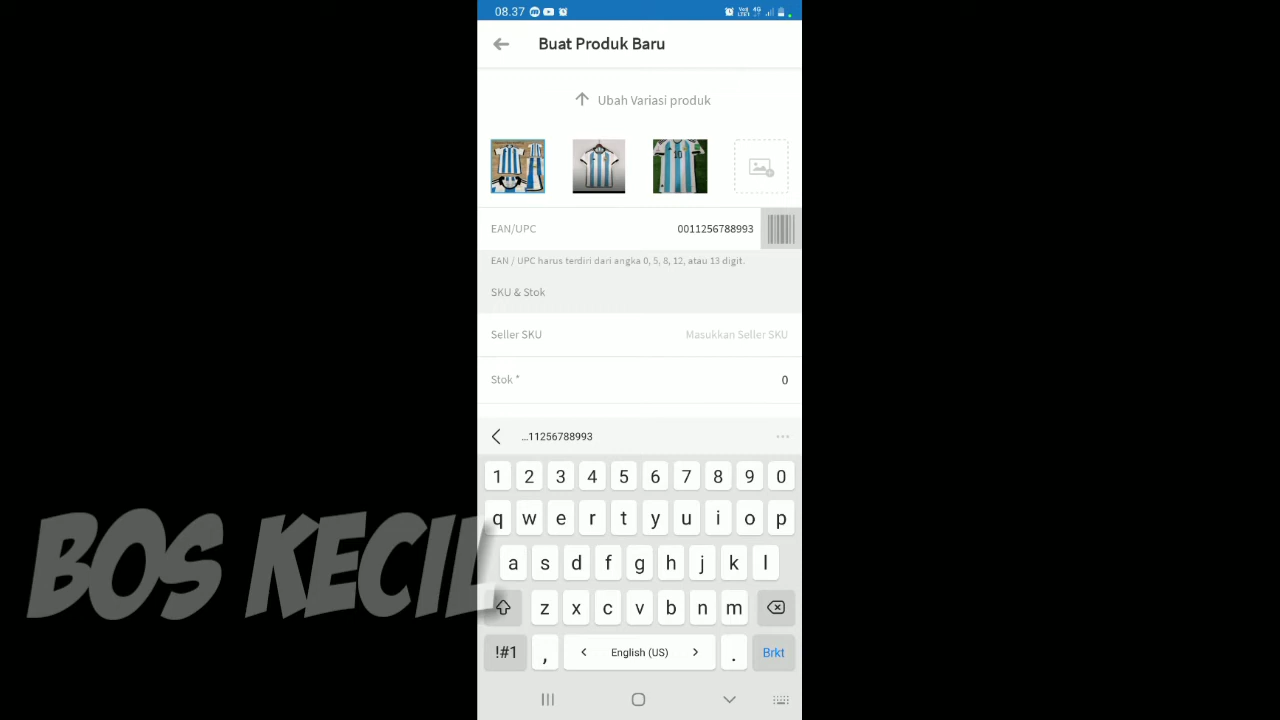 08.37
4G
Buat Produk Baru
Ubah Variasi produk
10
EAN/UPC 0011256788993
EAN / UPC harus terdiri dari angka 0, 5, 8, 12, atau 13 digit.
SKU & Stok
Seller SKU Masukkan Seller SKU
Stok * 0
...11256788993
1 2 3 4 5 6 7 8 9 0
q w e r t y u i o p
a s d f g h j k l
z x c v b n m
!#1 , < English (US) > . Brkt
BOS KECIL